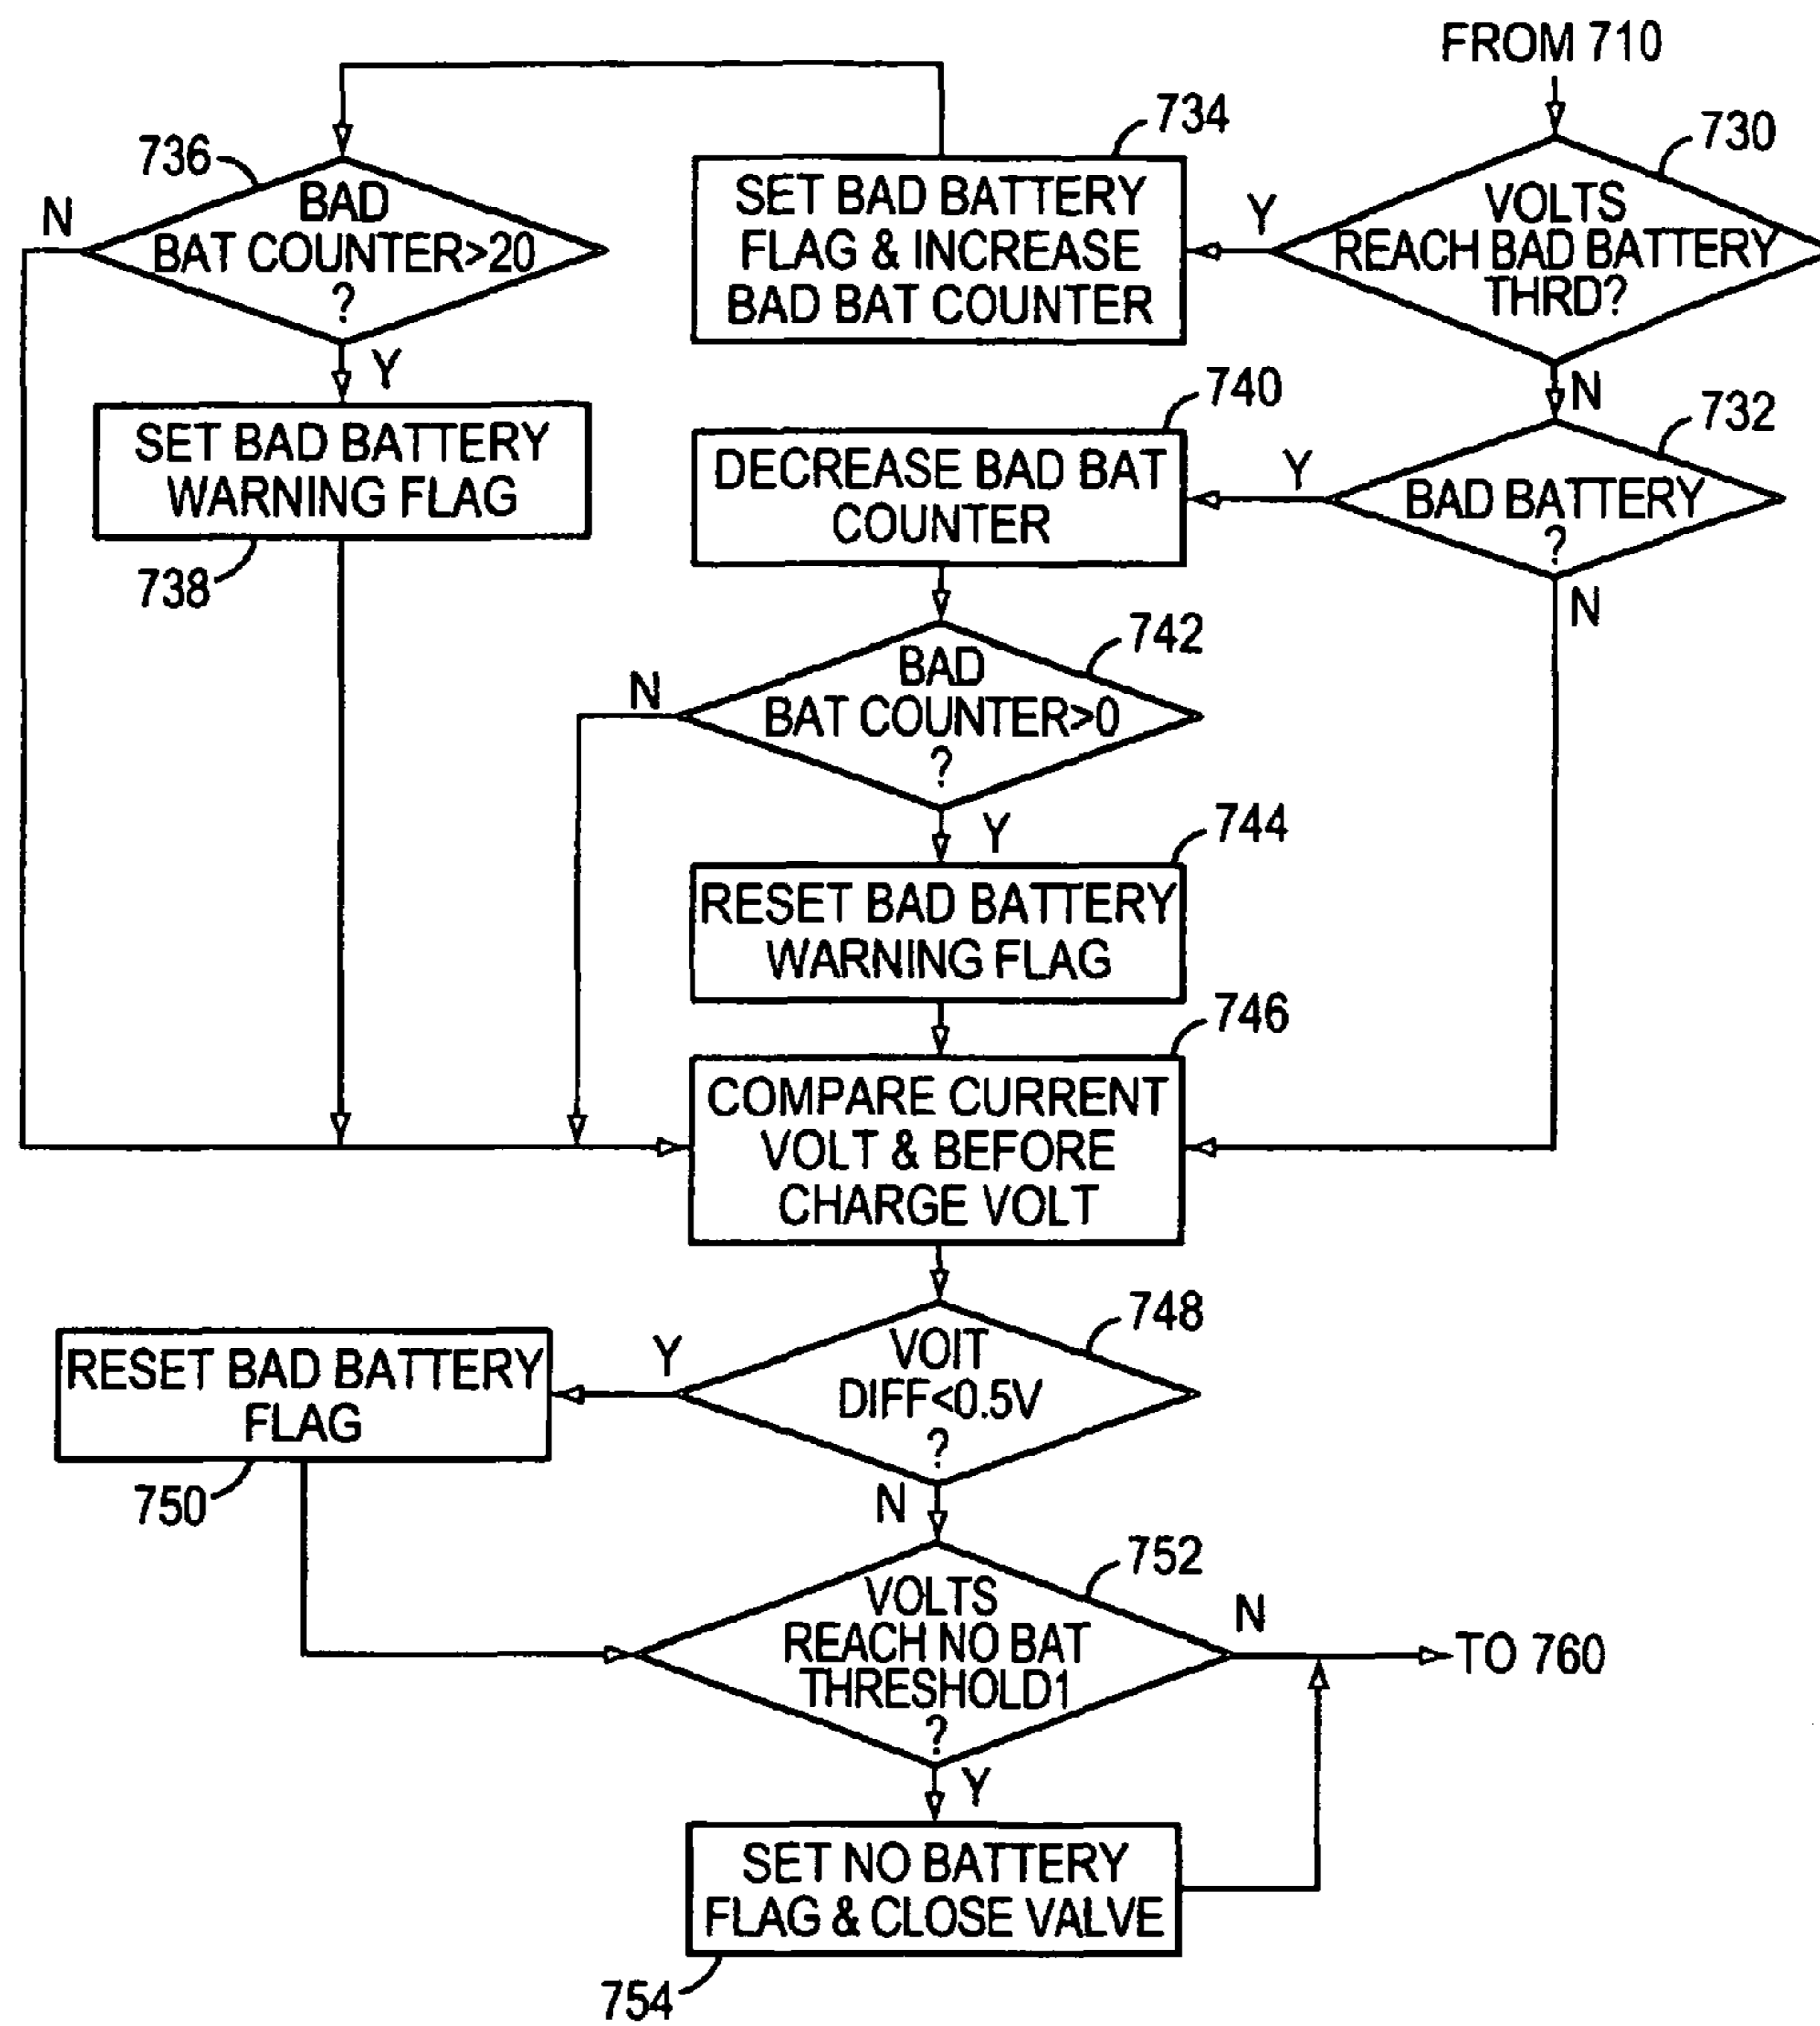 FROM 710
730
VOLTS
REACH BAD BATTERY
THRD?
Y
N
734
SET BAD BATTERY
FLAG & INCREASE
BAD BAT COUNTER
736
BAD
BAT COUNTER>20
?
N
Y
SET BAD BATTERY
WARNING FLAG
738
732
BAD BATTERY
?
Y
N
740
DECREASE BAD BAT
COUNTER
742
BAD
BAT COUNTER>0
?
N
Y
744
RESET BAD BATTERY
WARNING FLAG
746
COMPARE CURRENT
VOLT & BEFORE
CHARGE VOLT
748
VOIT
DIFF<0.5V
?
Y
N
RESET BAD BATTERY
FLAG
750
752
VOLTS
REACH NO BAT
THRESHOLD1
?
N
TO 760
Y
SET NO BATTERY
FLAG & CLOSE VALVE
754